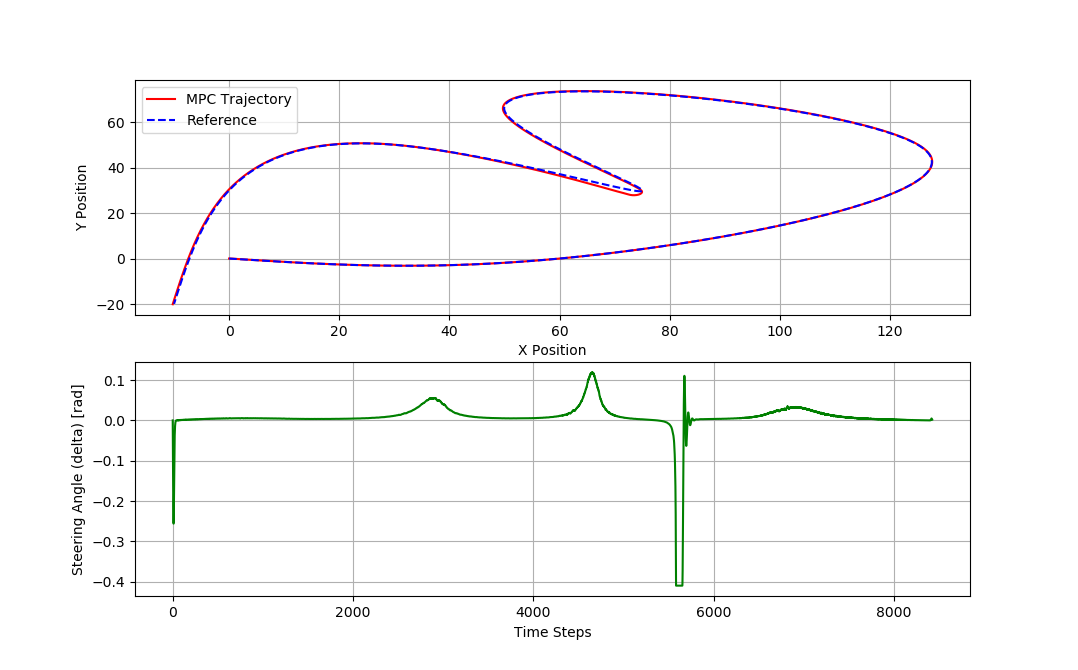 MPC Trajectory
Reference
Y Position
60
40
20
0
−20
0 20 40 60 80 100 120
X Position
Steering Angle (delta) [rad]
0.1
0.0
−0.1
−0.2
−0.3
−0.4
0 2000 4000 6000 8000
Time Steps